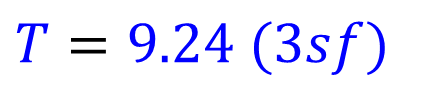 T = 9.24 (3sf)